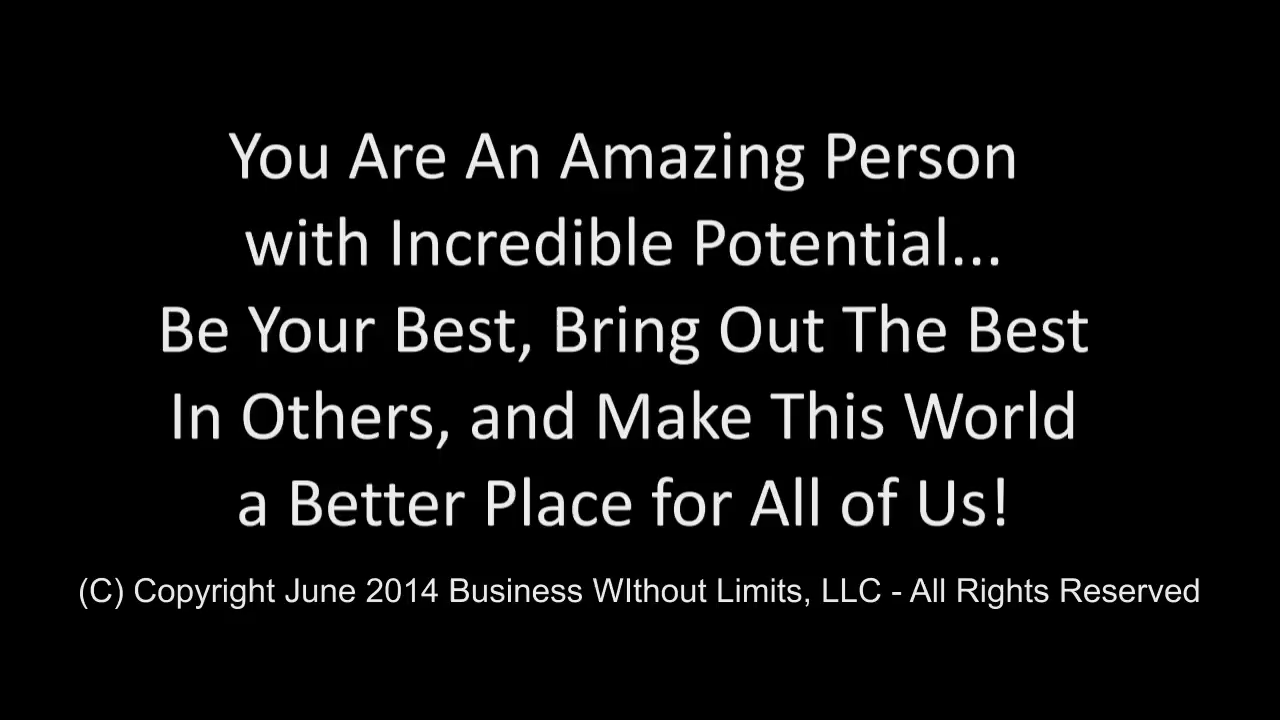 You Are An Amazing Person
with Incredible Potential...
Be Your Best, Bring Out The Best
In Others, and Make This World
a Better Place for All of Us!
(C) Copyright June 2014 Business WIthout Limits, LLC - All Rights Reserved